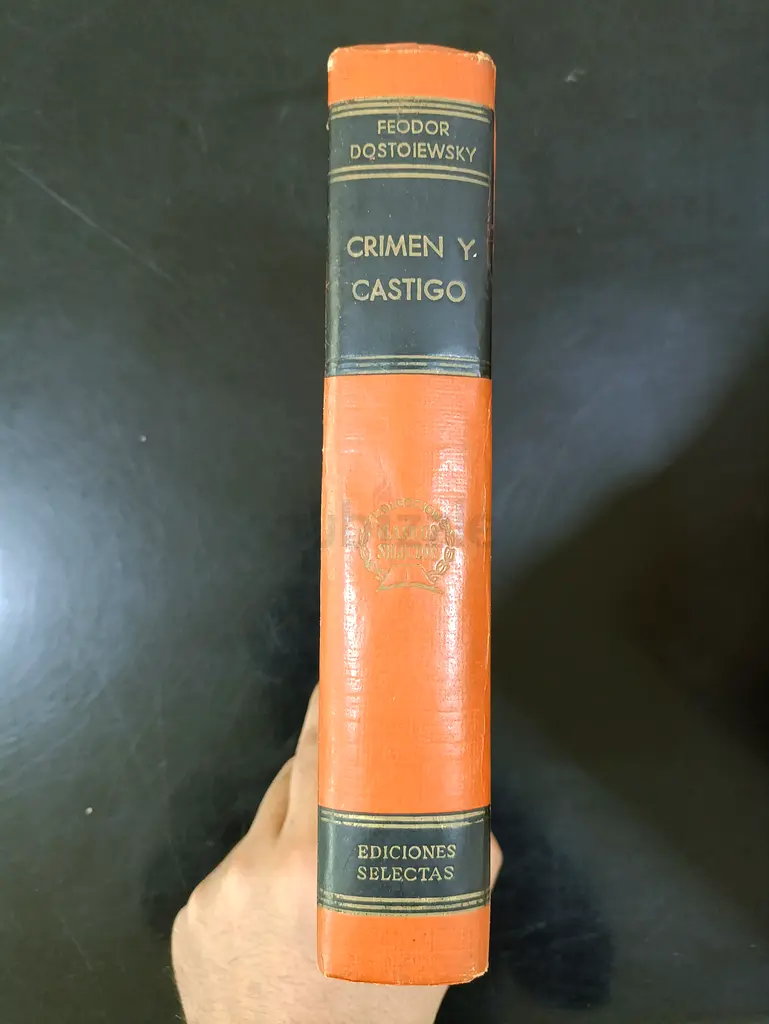 FEODOR
DOSTOIEWSKY
CRIMEN Y
CASTIGO
EDICIONES
SELECTAS